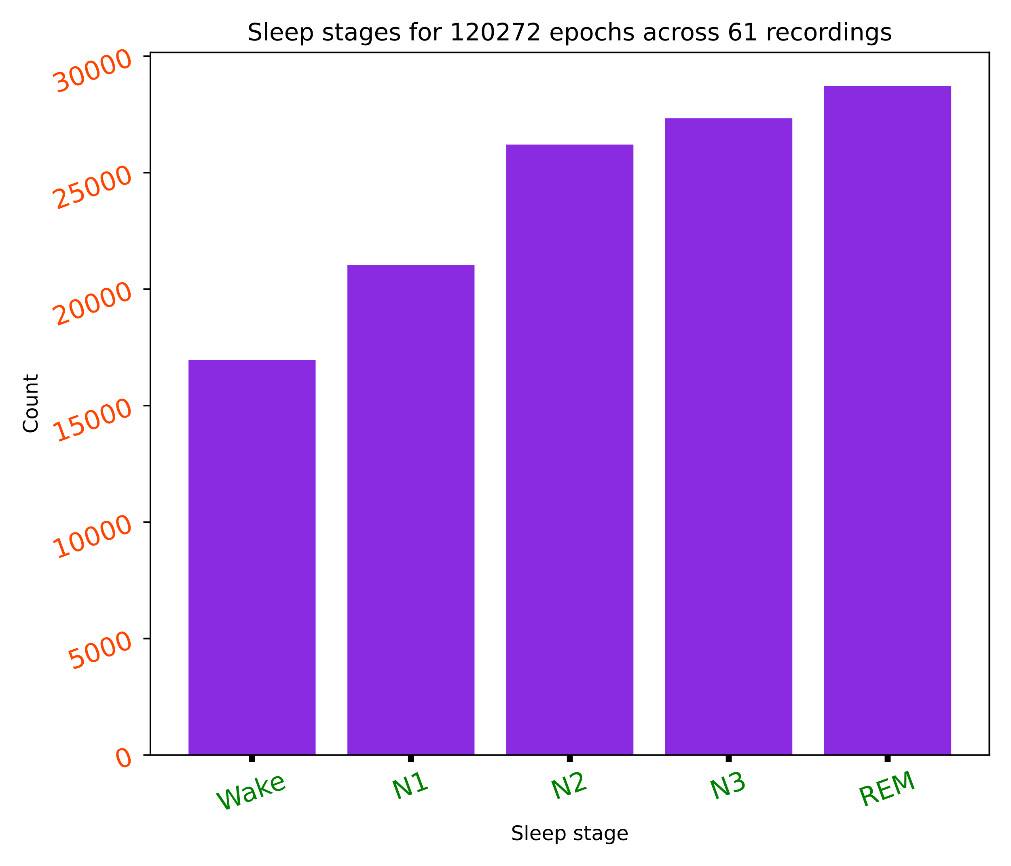 Sleep stages for 120272 epochs across 61 recordings
30000
25000
20000
15000
10000
5000
0
Count
Wake
N1
N2
N3
REM
Sleep stage